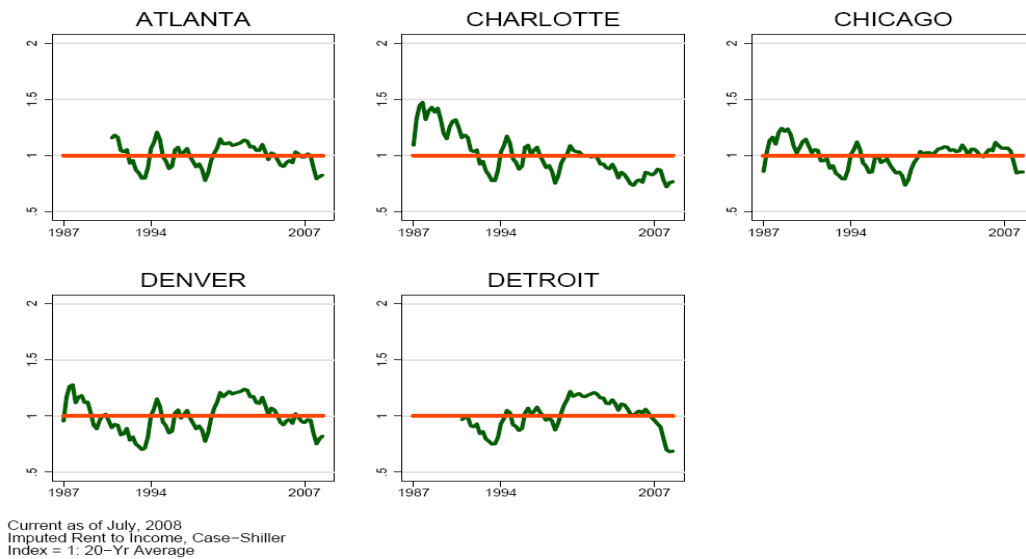 ATLANTA
CHARLOTTE
CHICAGO
2
1.5
1
.5
1987 1994 2007
2
1.5
1
.5
1987 1994 2007
2
1.5
1
.5
1987 1994 2007
DENVER
DETROIT
2
1.5
1
.5
1987 1994 2007
2
1.5
1
.5
1987 1994 2007
Current as of July, 2008
Imputed Rent to Income, Case−Shiller
Index = 1: 20−Yr Average